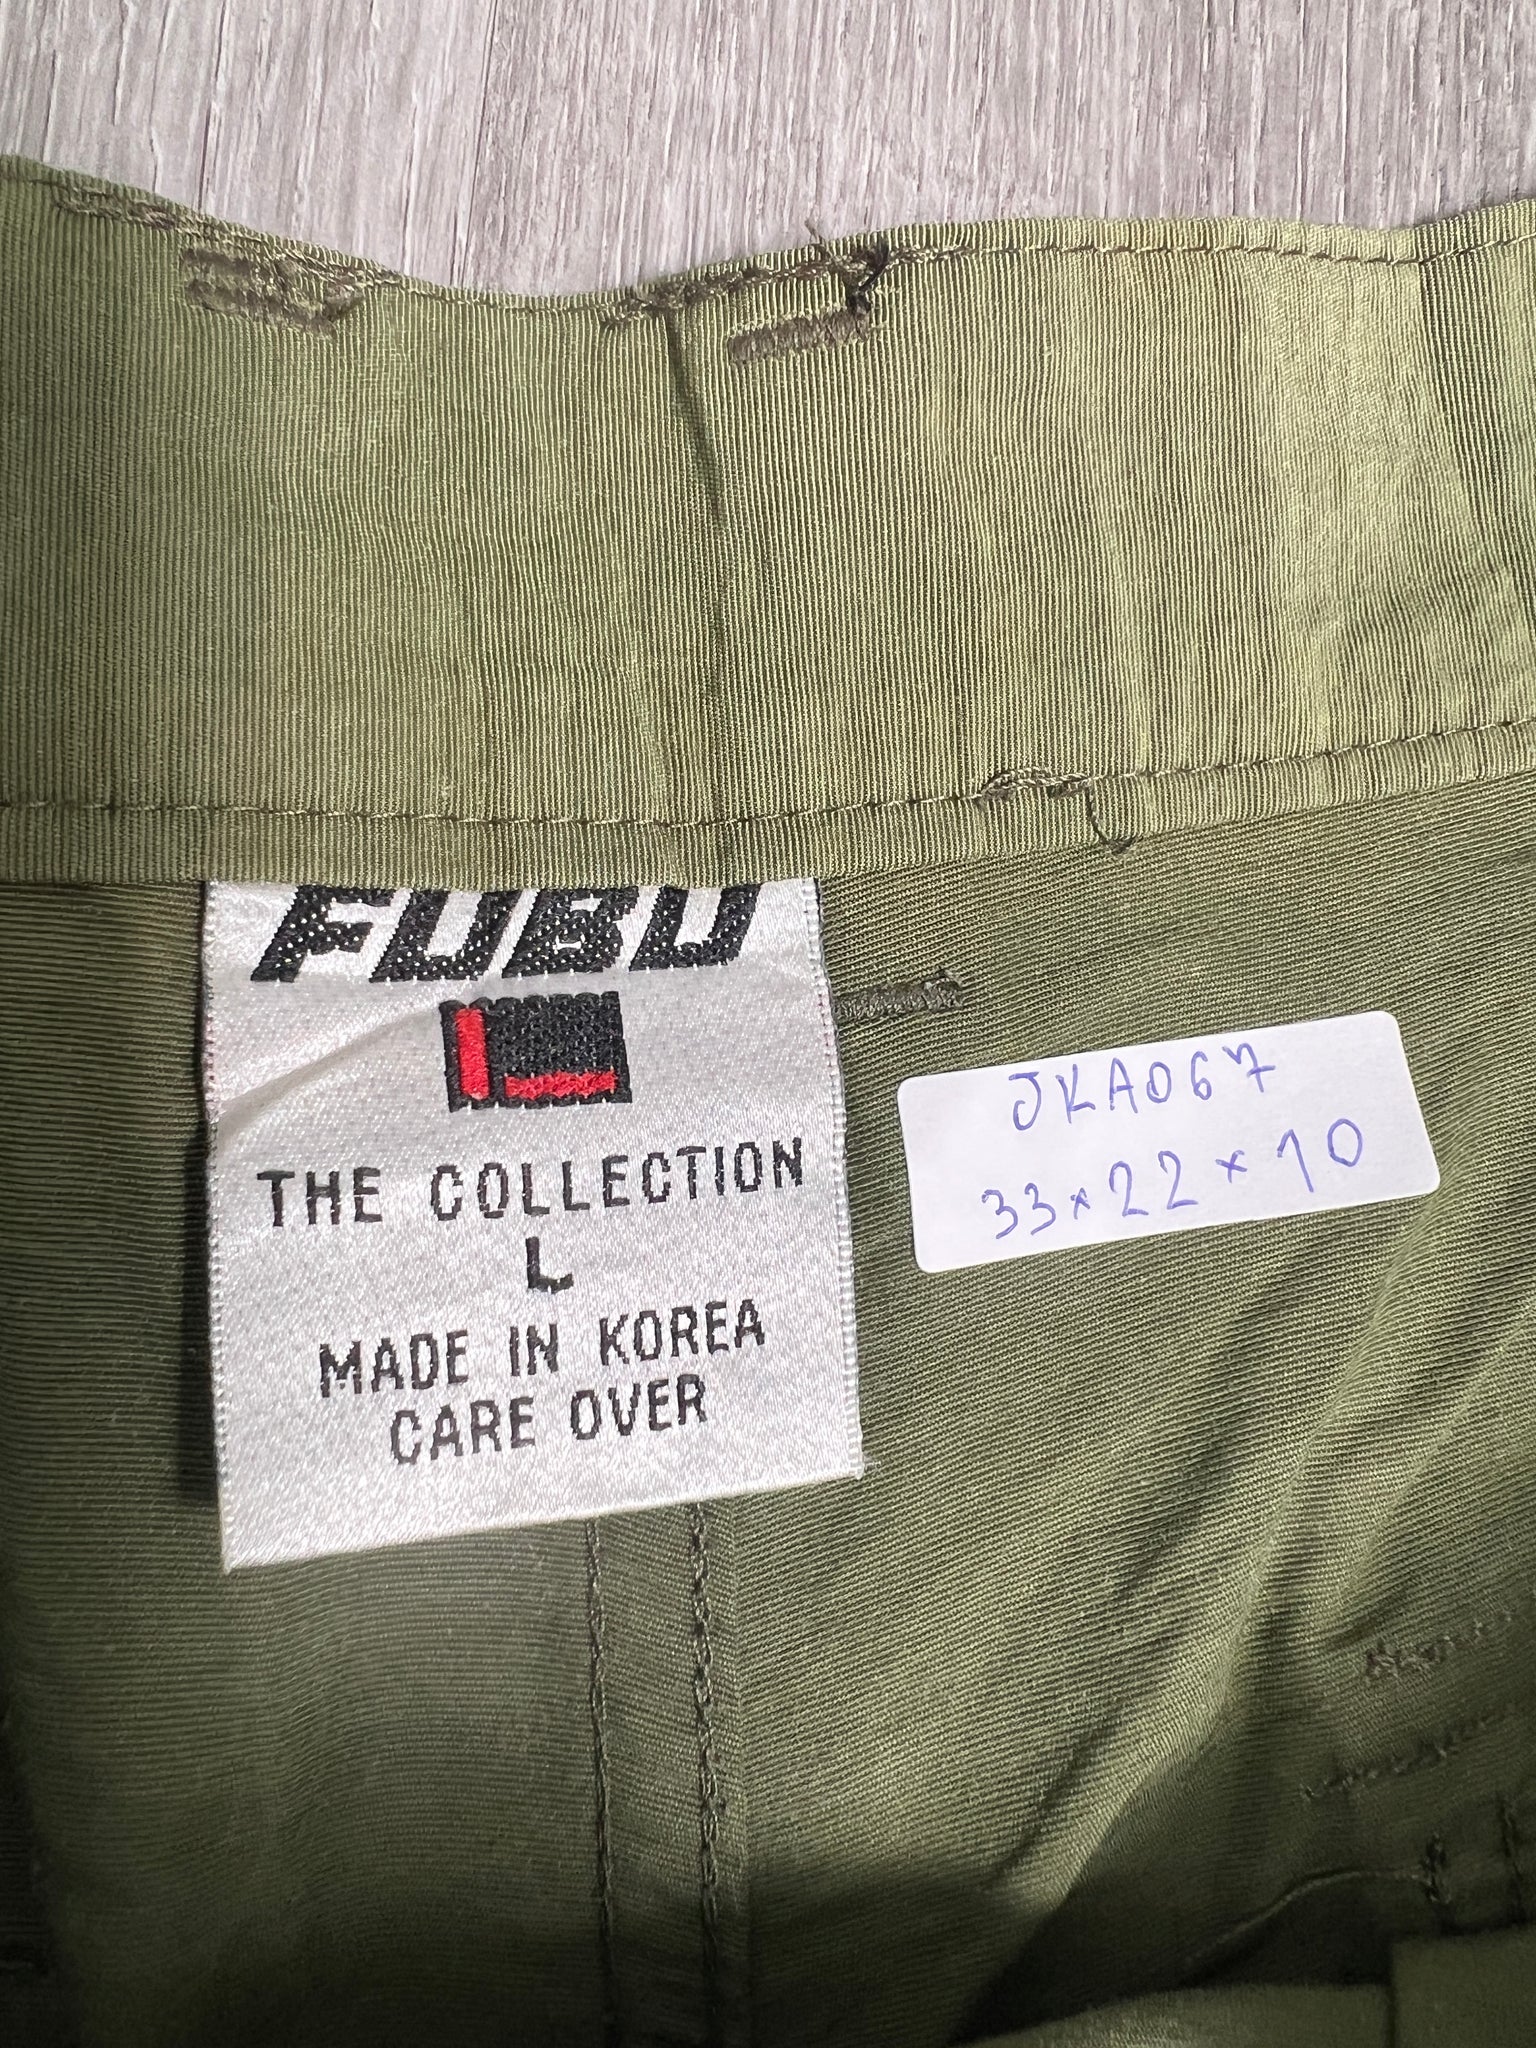 FUBU
THE COLLECTION
L
MADE IN KOREA
CARE OVER
JKA067
33×22×10